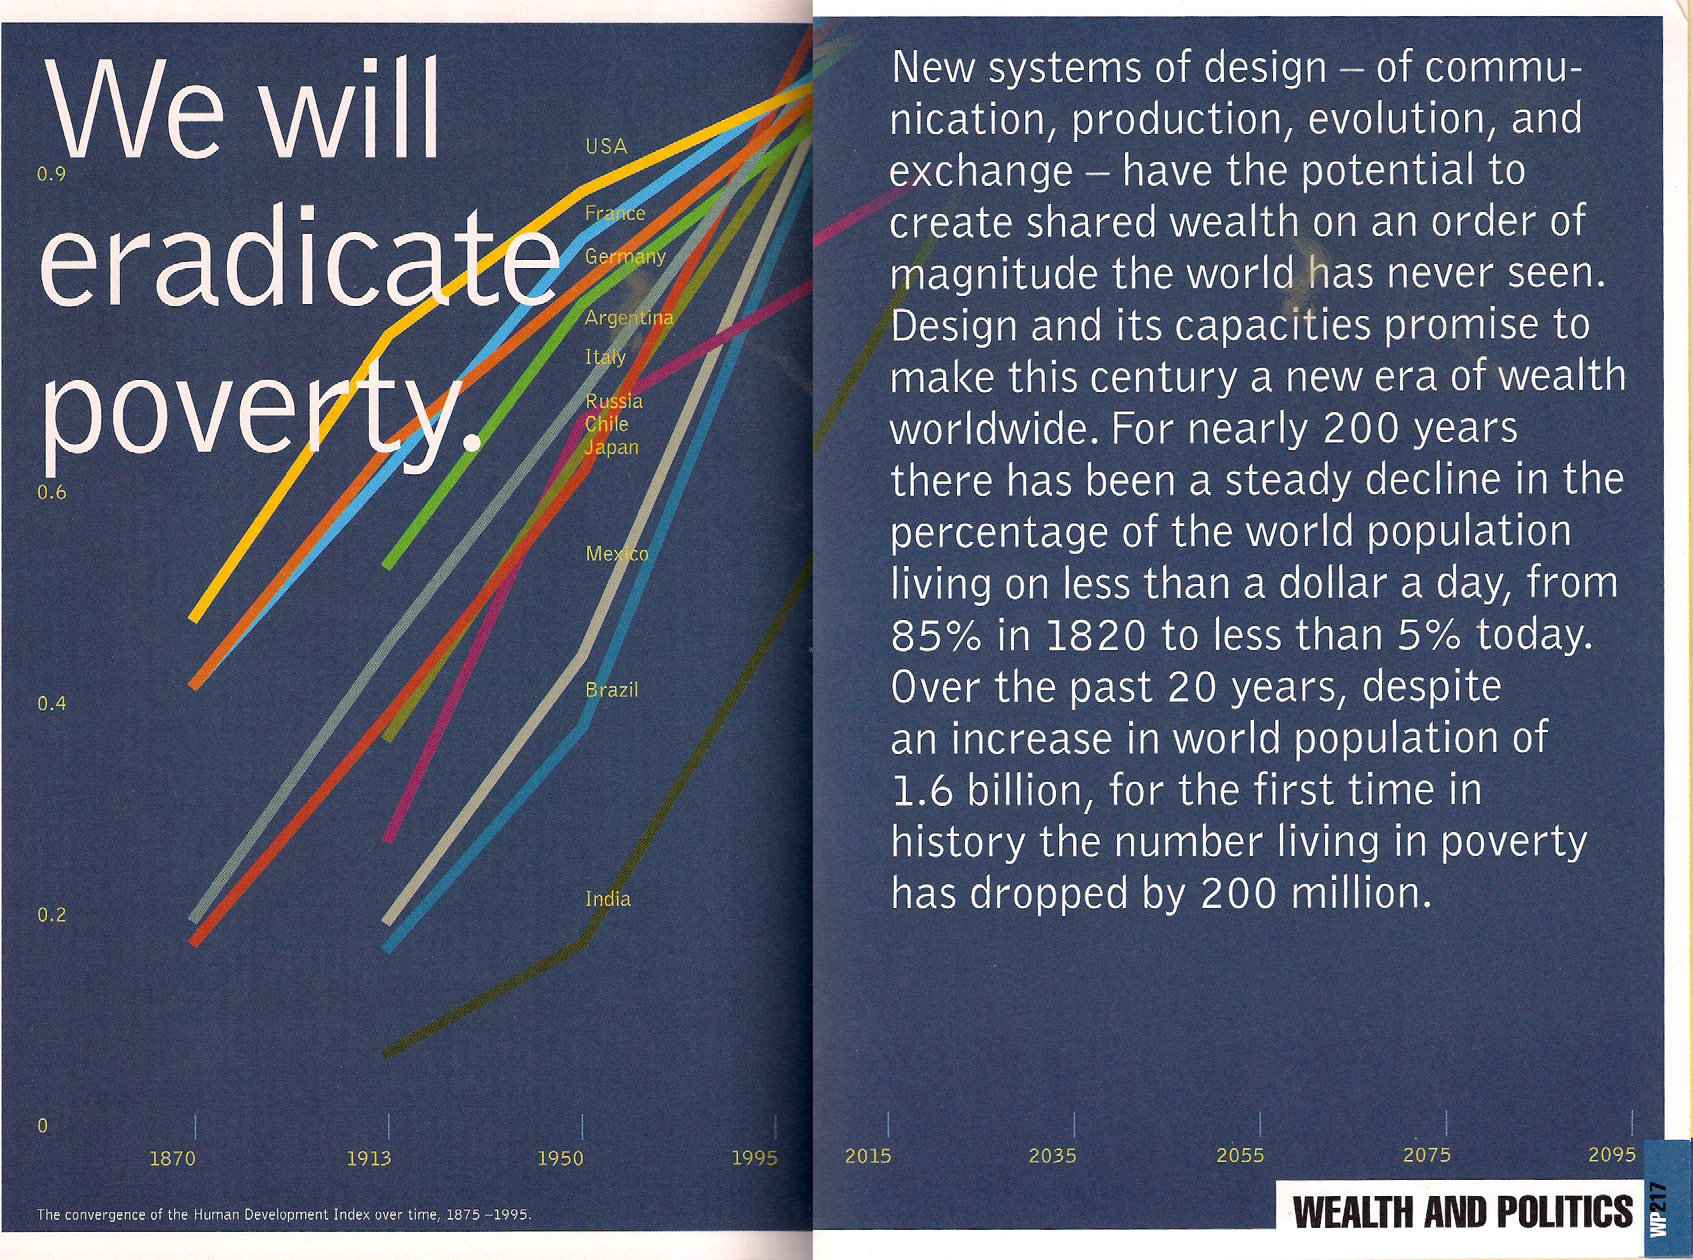 We will
eradicate
poverty.
0.9
0.6
0.4
0.2
0
USA
France
Germany
Argentina
Italy
Russia
Chile
Japan
Mexico
Brazil
India
1870 1913 1950 1995
The convergence of the Human Development Index over time, 1875 –1995.
New systems of design – of commu-
nication, production, evolution, and
exchange – have the potential to
create shared wealth on an order of
magnitude the world has never seen.
Design and its capacities promise to
make this century a new era of wealth
worldwide. For nearly 200 years
there has been a steady decline in the
percentage of the world population
living on less than a dollar a day, from
85% in 1820 to less than 5% today.
Over the past 20 years, despite
an increase in world population of
1.6 billion, for the first time in
history the number living in poverty
has dropped by 200 million.
2015 2035 2055 2075 2095
WEALTH AND POLITICS
WP217